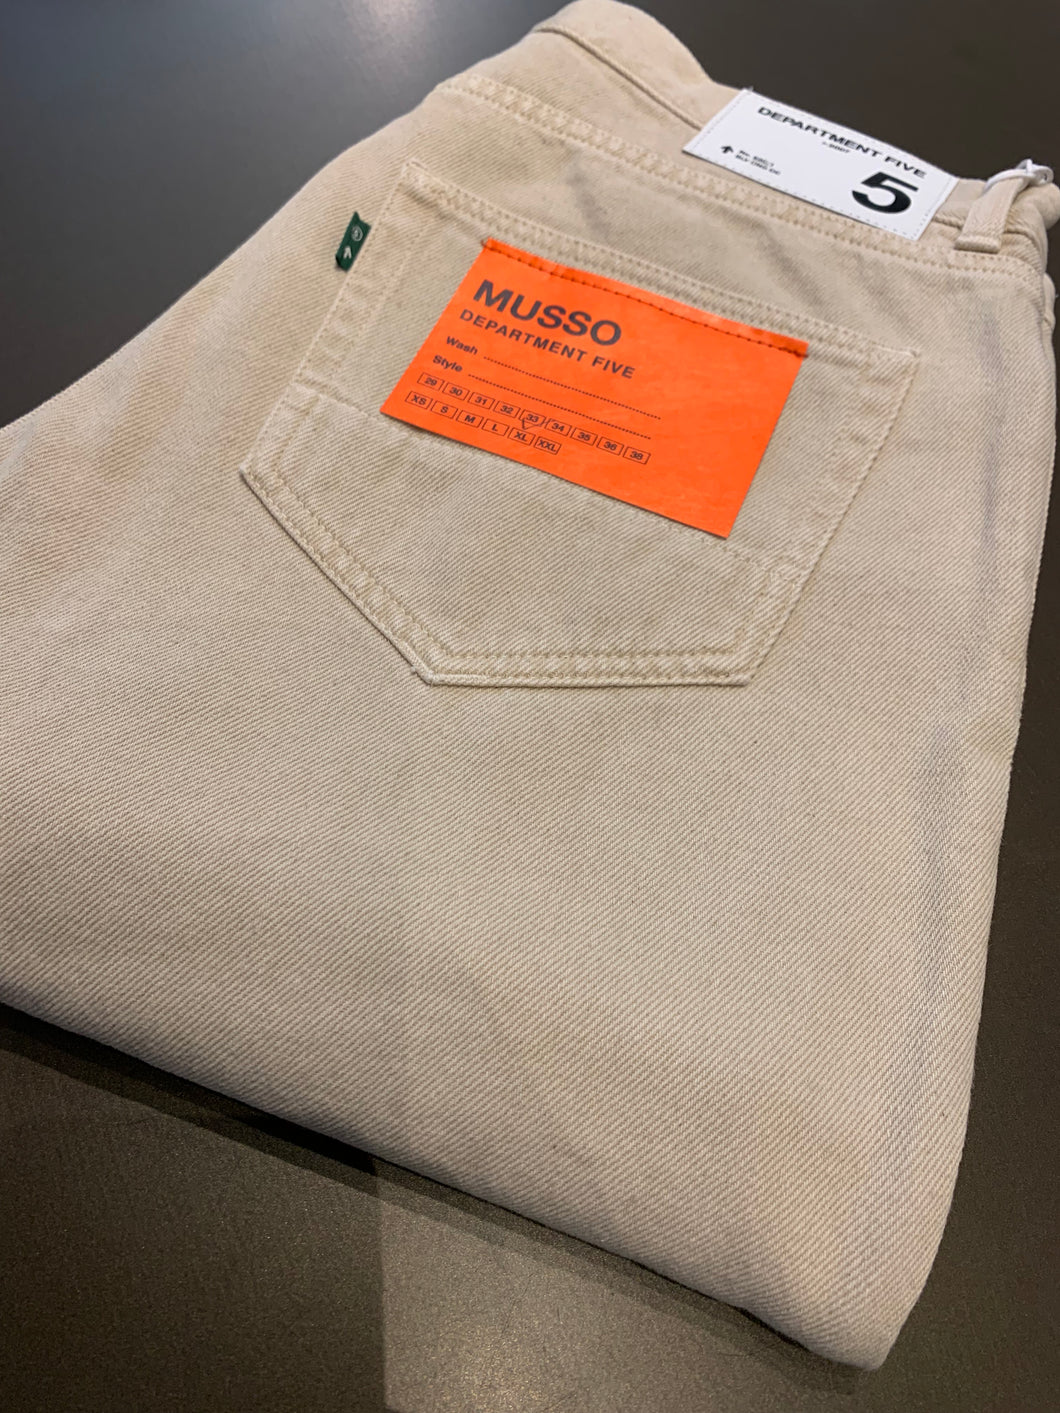 DEPARTMENT FIVE
5
MUSSO
DEPARTMENT FIVE
Wash
Style
29 30 31 32 33 34 35 36 38
XS S M L XL XXL